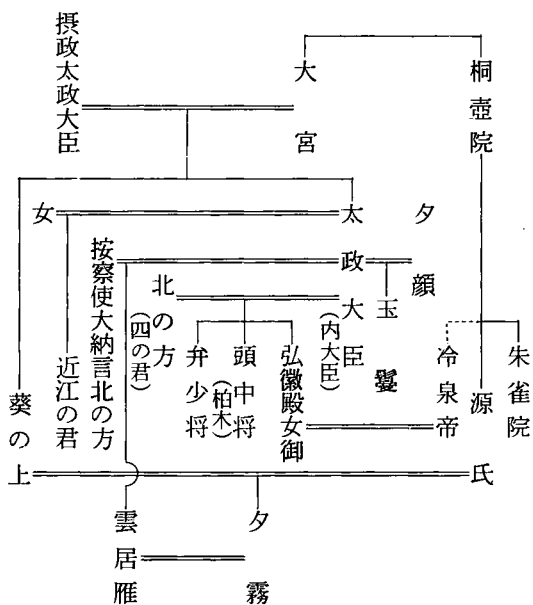 桐壺院
大宮
摂政太政大臣
朱雀院
源氏
冷泉帝
夕顔
玉鬘
太政大臣
(内大臣)
女
按察使大納言北の方
北の方
(四の君)
弘徽殿女御
頭中将
(柏木)
弁少将
近江の君
葵の上
夕霧
雲居雁